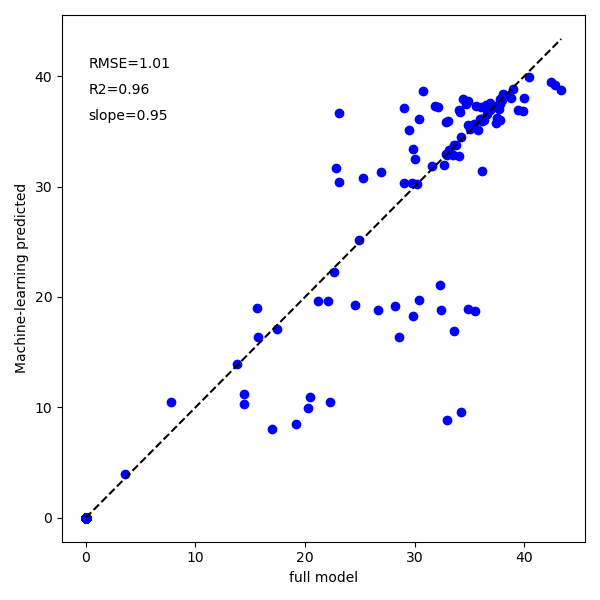 RMSE=1.01
R2=0.96
slope=0.95
40
30
20
10
0
Machine-learning predicted
0 10 20 30 40
full model